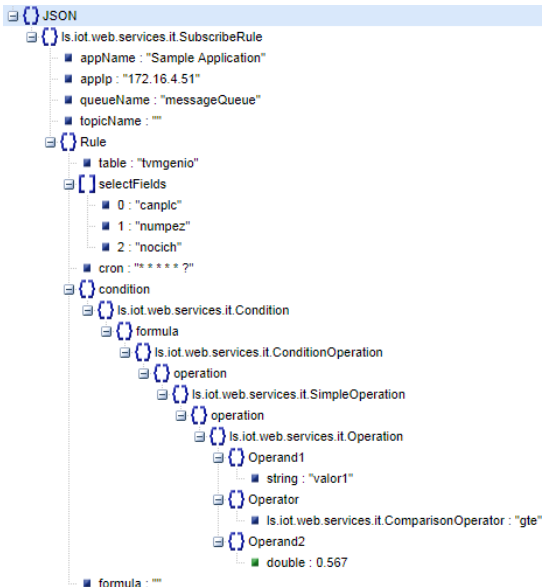 JSON
ls.iot.web.services.it.SubscribeRule
appName : "Sample Application"
appIp : "172.16.4.51"
queueName : "messageQueue"
topicName : ""
Rule
table : "tvmgenio"
selectFields
0 : "canplc"
1 : "numpez"
2 : "nocich"
cron : "* * * * * ?"
condition
ls.iot.web.services.it.Condition
formula
ls.iot.web.services.it.ConditionOperation
operation
ls.iot.web.services.it.SimpleOperation
operation
ls.iot.web.services.it.Operation
Operand1
string : "valor1"
Operator
ls.iot.web.services.it.ComparisonOperator : "gte"
Operand2
double : 0.567
formula : ""